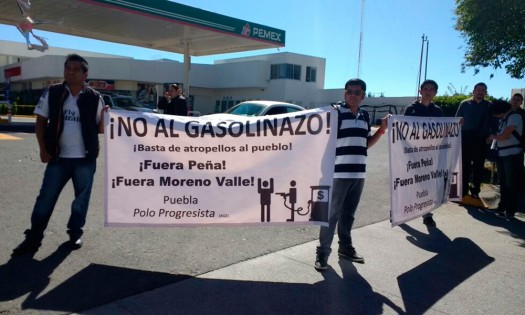 PEMEX
¡NO AL GASOLINAZO!
¡Basta de atropellos al pueblo!
¡Fuera Peña!
¡Fuera Moreno Valle!
Puebla
Polo Progresista
$
¡NO AL GASOLINAZO!
¡Basta de atropellos al pueblo!
¡Fuera Peña!
¡Fuera Moreno Valle!
Puebla
Polo Progresista